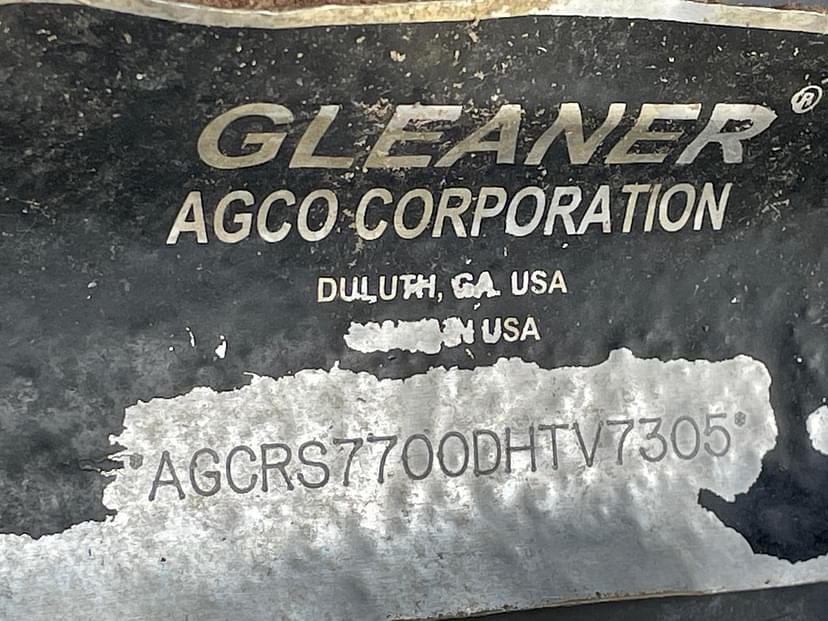 GLEANER®
AGCO CORPORATION
DULUTH, GA. USA
USA
*AGCRS7700DHTV7305*